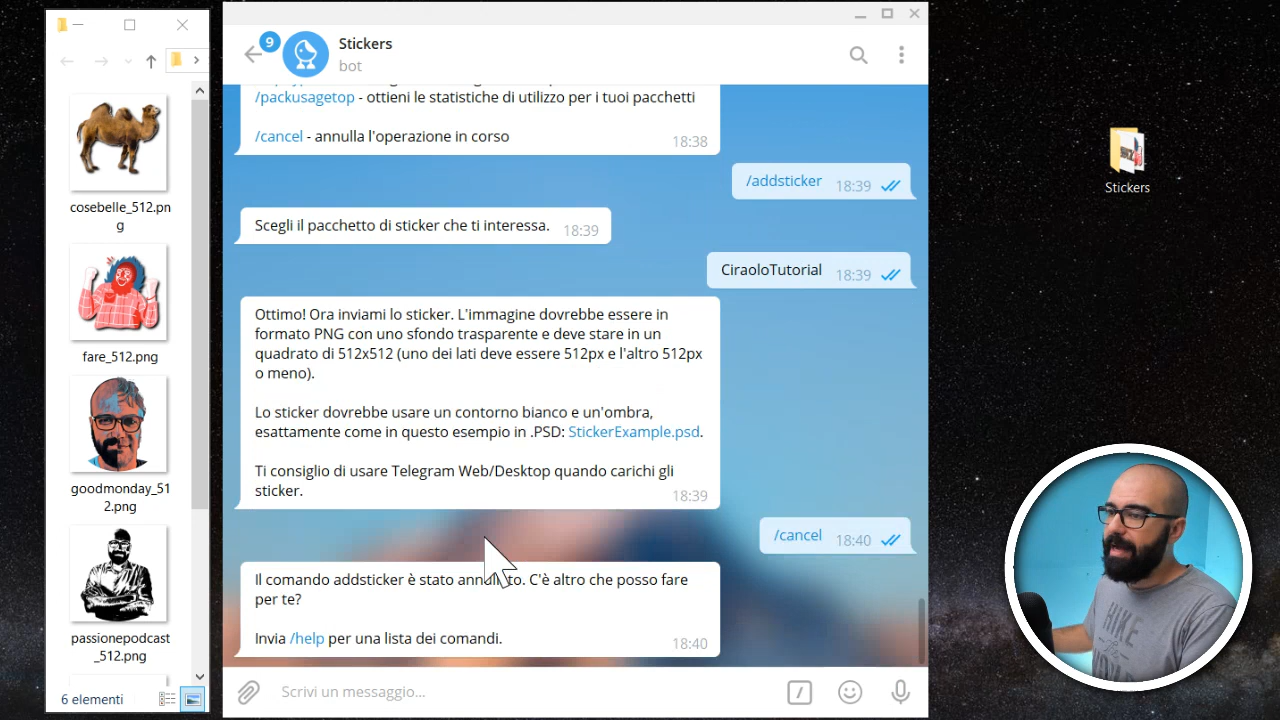 cosebelle_512.pn
g
fare_512.png
goodmonday_51
2.png
passionepodcast
_512.png
6 elementi
9
Stickers
bot
/packusagetop - ottieni le statistiche di utilizzo per i tuoi pacchetti
/cancel - annulla l'operazione in corso
18:38
/addsticker 18:39
Scegli il pacchetto di sticker che ti interessa. 18:39
CiraoloTutorial 18:39
Ottimo! Ora inviami lo sticker. L'immagine dovrebbe essere in
formato PNG con uno sfondo trasparente e deve stare in un
quadrato di 512x512 (uno dei lati deve essere 512px e l'altro 512px
o meno).
Lo sticker dovrebbe usare un contorno bianco e un'ombra,
esattamente come in questo esempio in .PSD: StickerExample.psd.
Ti consiglio di usare Telegram Web/Desktop quando carichi gli
sticker.
18:39
/cancel 18:40
Il comando addsticker è stato annullato. C'è altro che posso fare
per te?
Invia /help per una lista dei comandi.
18:40
Scrivi un messaggio...
Stickers